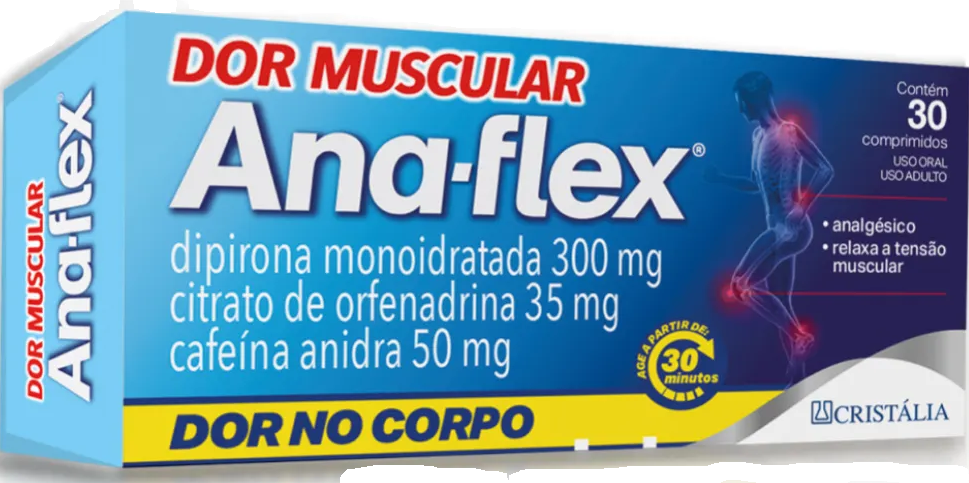 DOR MUSCULAR
Ana-flex®
dipirona monoidratada 300 mg
citrato de orfenadrina 35 mg
cafeína anidra 50 mg
DOR NO CORPO
AGE A PARTIR DE:
30
minutos
Contém
30
comprimidos
USO ORAL
USO ADULTO
• analgésico
• relaxa a tensão
muscular
CRISTÁLIA
DOR MUSCULAR
Ana-flex